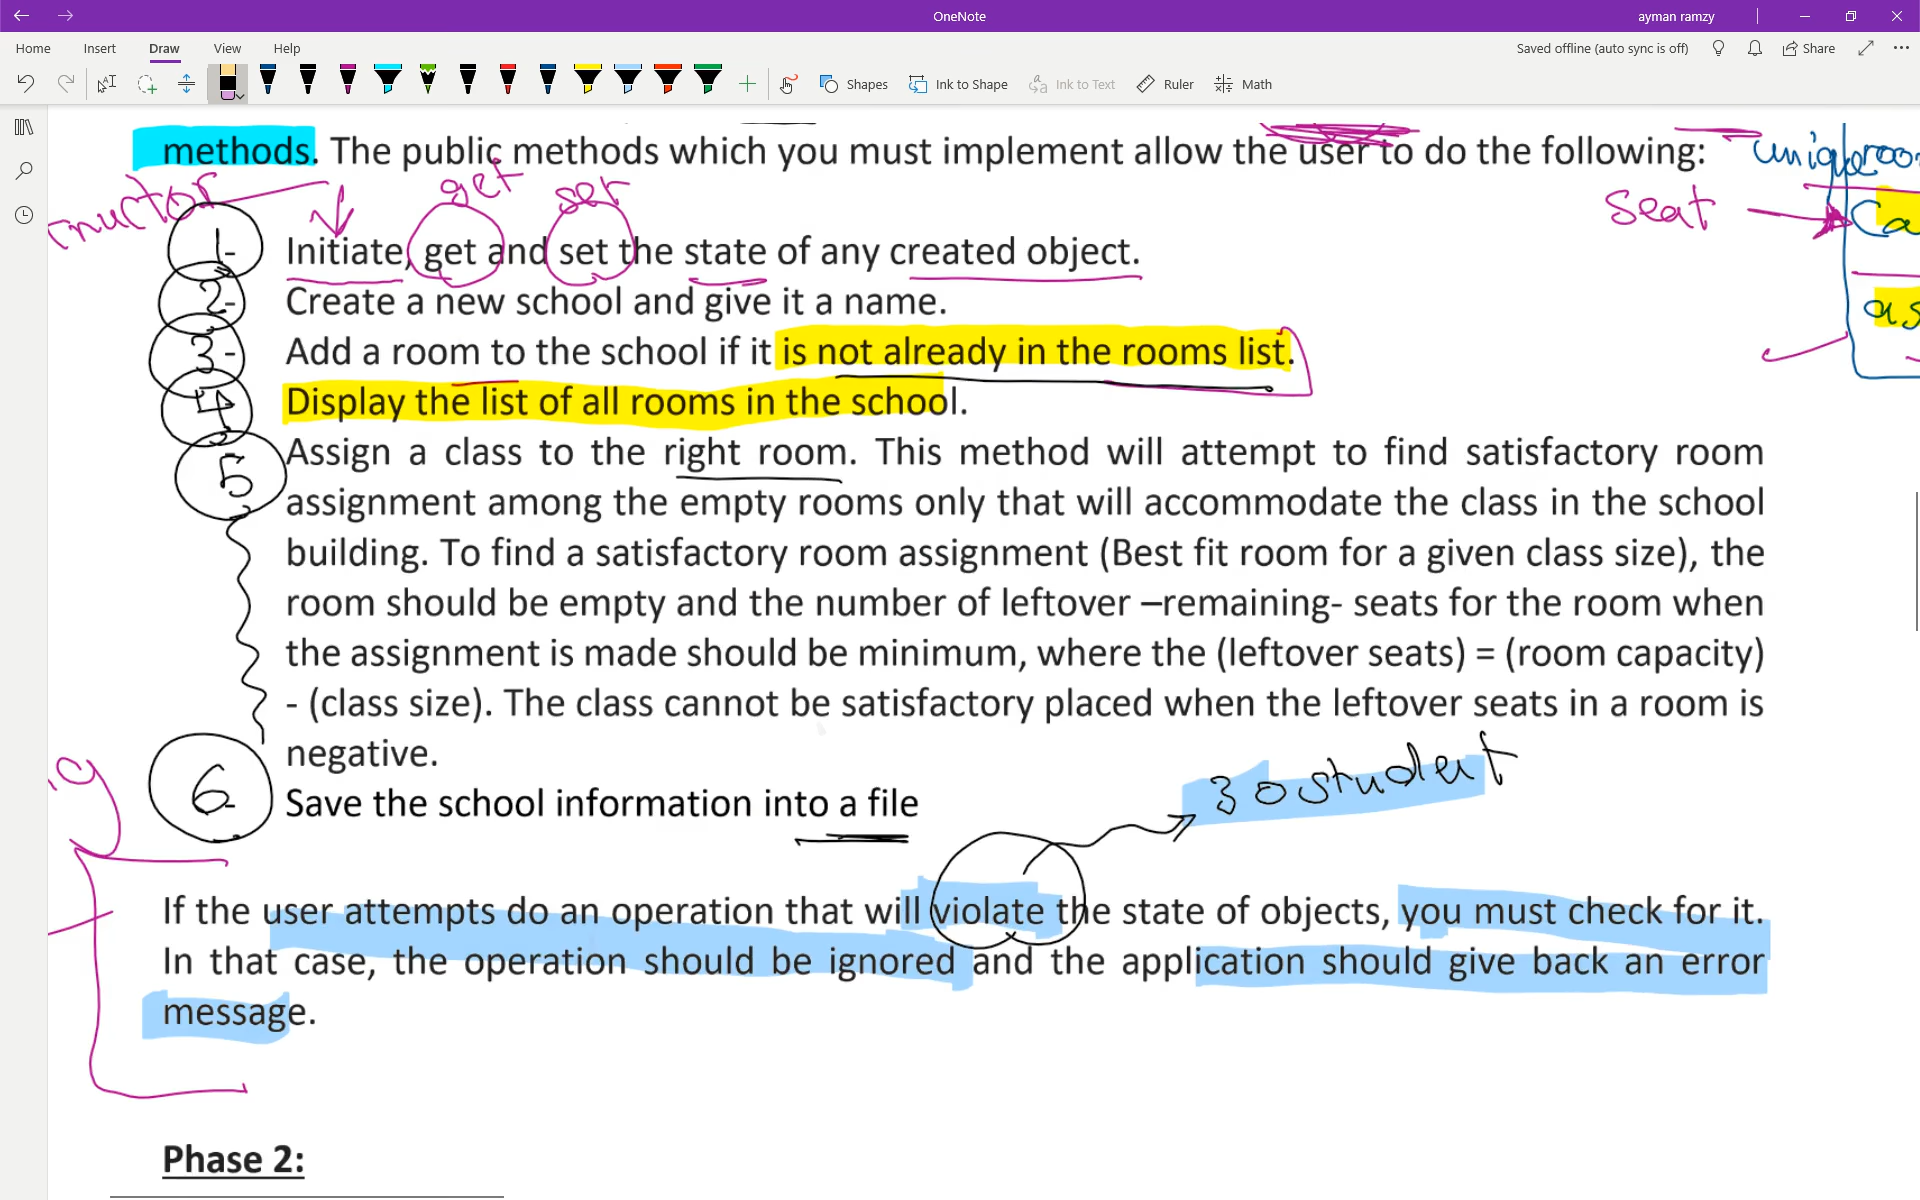 OneNote
ayman ramzy
Home Insert Draw View Help
Saved offline (auto sync is off) Share
Shapes Ink to Shape Ink to Text Ruler Math
methods. The public methods which you must implement allow the user to do the following:
get set
Seat
1- Initiate, get and set the state of any created object.
2- Create a new school and give it a name.
3- Add a room to the school if it is not already in the rooms list.
4 Display the list of all rooms in the school.
5 Assign a class to the right room. This method will attempt to find satisfactory room
assignment among the empty rooms only that will accommodate the class in the school
building. To find a satisfactory room assignment (Best fit room for a given class size), the
room should be empty and the number of leftover –remaining- seats for the room when
the assignment is made should be minimum, where the (leftover seats) = (room capacity)
- (class size). The class cannot be satisfactory placed when the leftover seats in a room is
negative.
30 student
6- Save the school information into a file
If the user attempts do an operation that will violate the state of objects, you must check for it.
In that case, the operation should be ignored and the application should give back an error
message.
Phase 2: